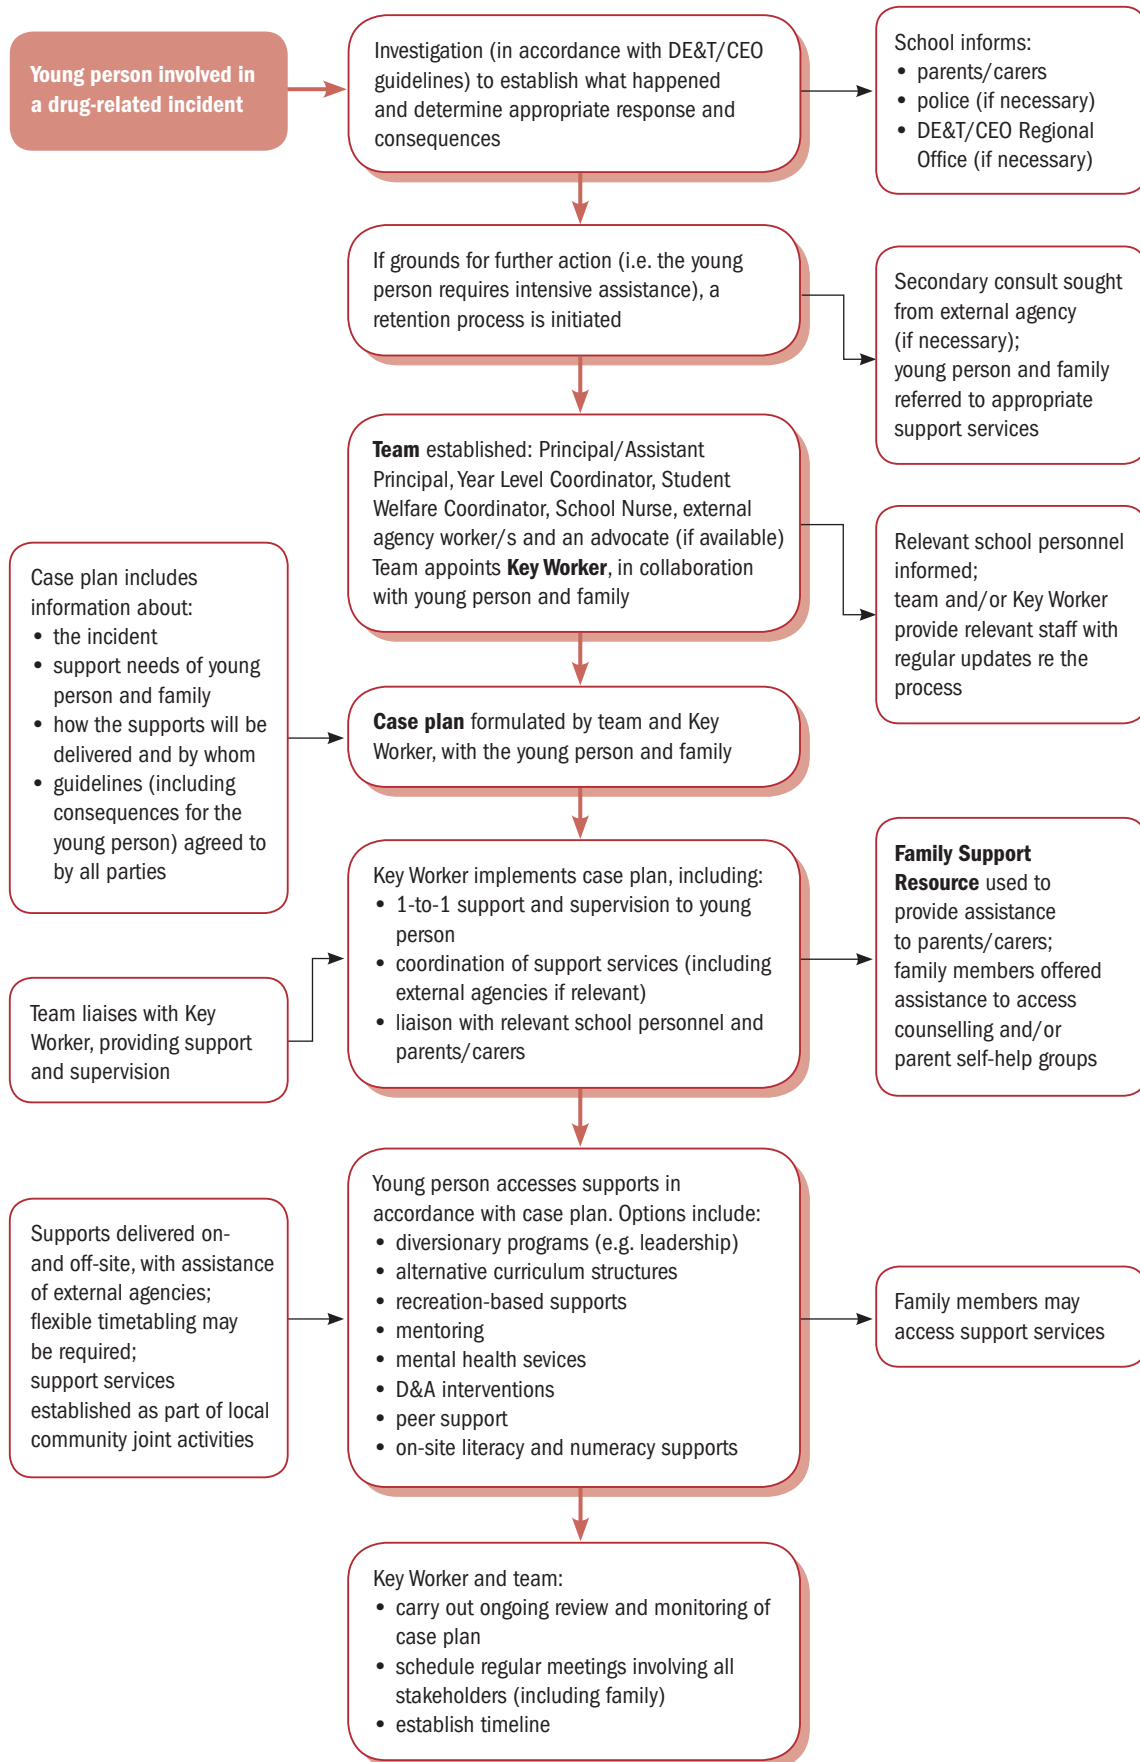 Young person involved in
a drug-related incident
Investigation (in accordance with DE&T/CEO
guidelines) to establish what happened
and determine appropriate response and
consequences
School informs:
• parents/carers
• police (if necessary)
• DE&T/CEO Regional
Office (if necessary)
If grounds for further action (i.e. the young
person requires intensive assistance), a
retention process is initiated
Secondary consult sought
from external agency
(if necessary);
young person and family
referred to appropriate
support services
Team established: Principal/Assistant
Principal, Year Level Coordinator, Student
Welfare Coordinator, School Nurse, external
agency worker/s and an advocate (if available)
Team appoints Key Worker, in collaboration
with young person and family
Relevant school personnel
informed;
team and/or Key Worker
provide relevant staff with
regular updates re the
process
Case plan includes
information about:
• the incident
• support needs of young
person and family
• how the supports will be
delivered and by whom
• guidelines (including
consequences for the
young person) agreed to
by all parties
Case plan formulated by team and Key
Worker, with the young person and family
Key Worker implements case plan, including:
• 1-to-1 support and supervision to young
person
• coordination of support services (including
external agencies if relevant)
• liaison with relevant school personnel and
parents/carers
Family Support
Resource used to
provide assistance
to parents/carers;
family members offered
assistance to access
counselling and/or
parent self-help groups
Team liaises with Key
Worker, providing support
and supervision
Young person accesses supports in
accordance with case plan. Options include:
• diversionary programs (e.g. leadership)
• alternative curriculum structures
• recreation-based supports
• mentoring
• mental health sevices
• D&A interventions
• peer support
• on-site literacy and numeracy supports
Supports delivered on-
and off-site, with assistance
of external agencies;
flexible timetabling may
be required;
support services
established as part of local
community joint activities
Family members may
access support services
Key Worker and team:
• carry out ongoing review and monitoring of
case plan
• schedule regular meetings involving all
stakeholders (including family)
• establish timeline